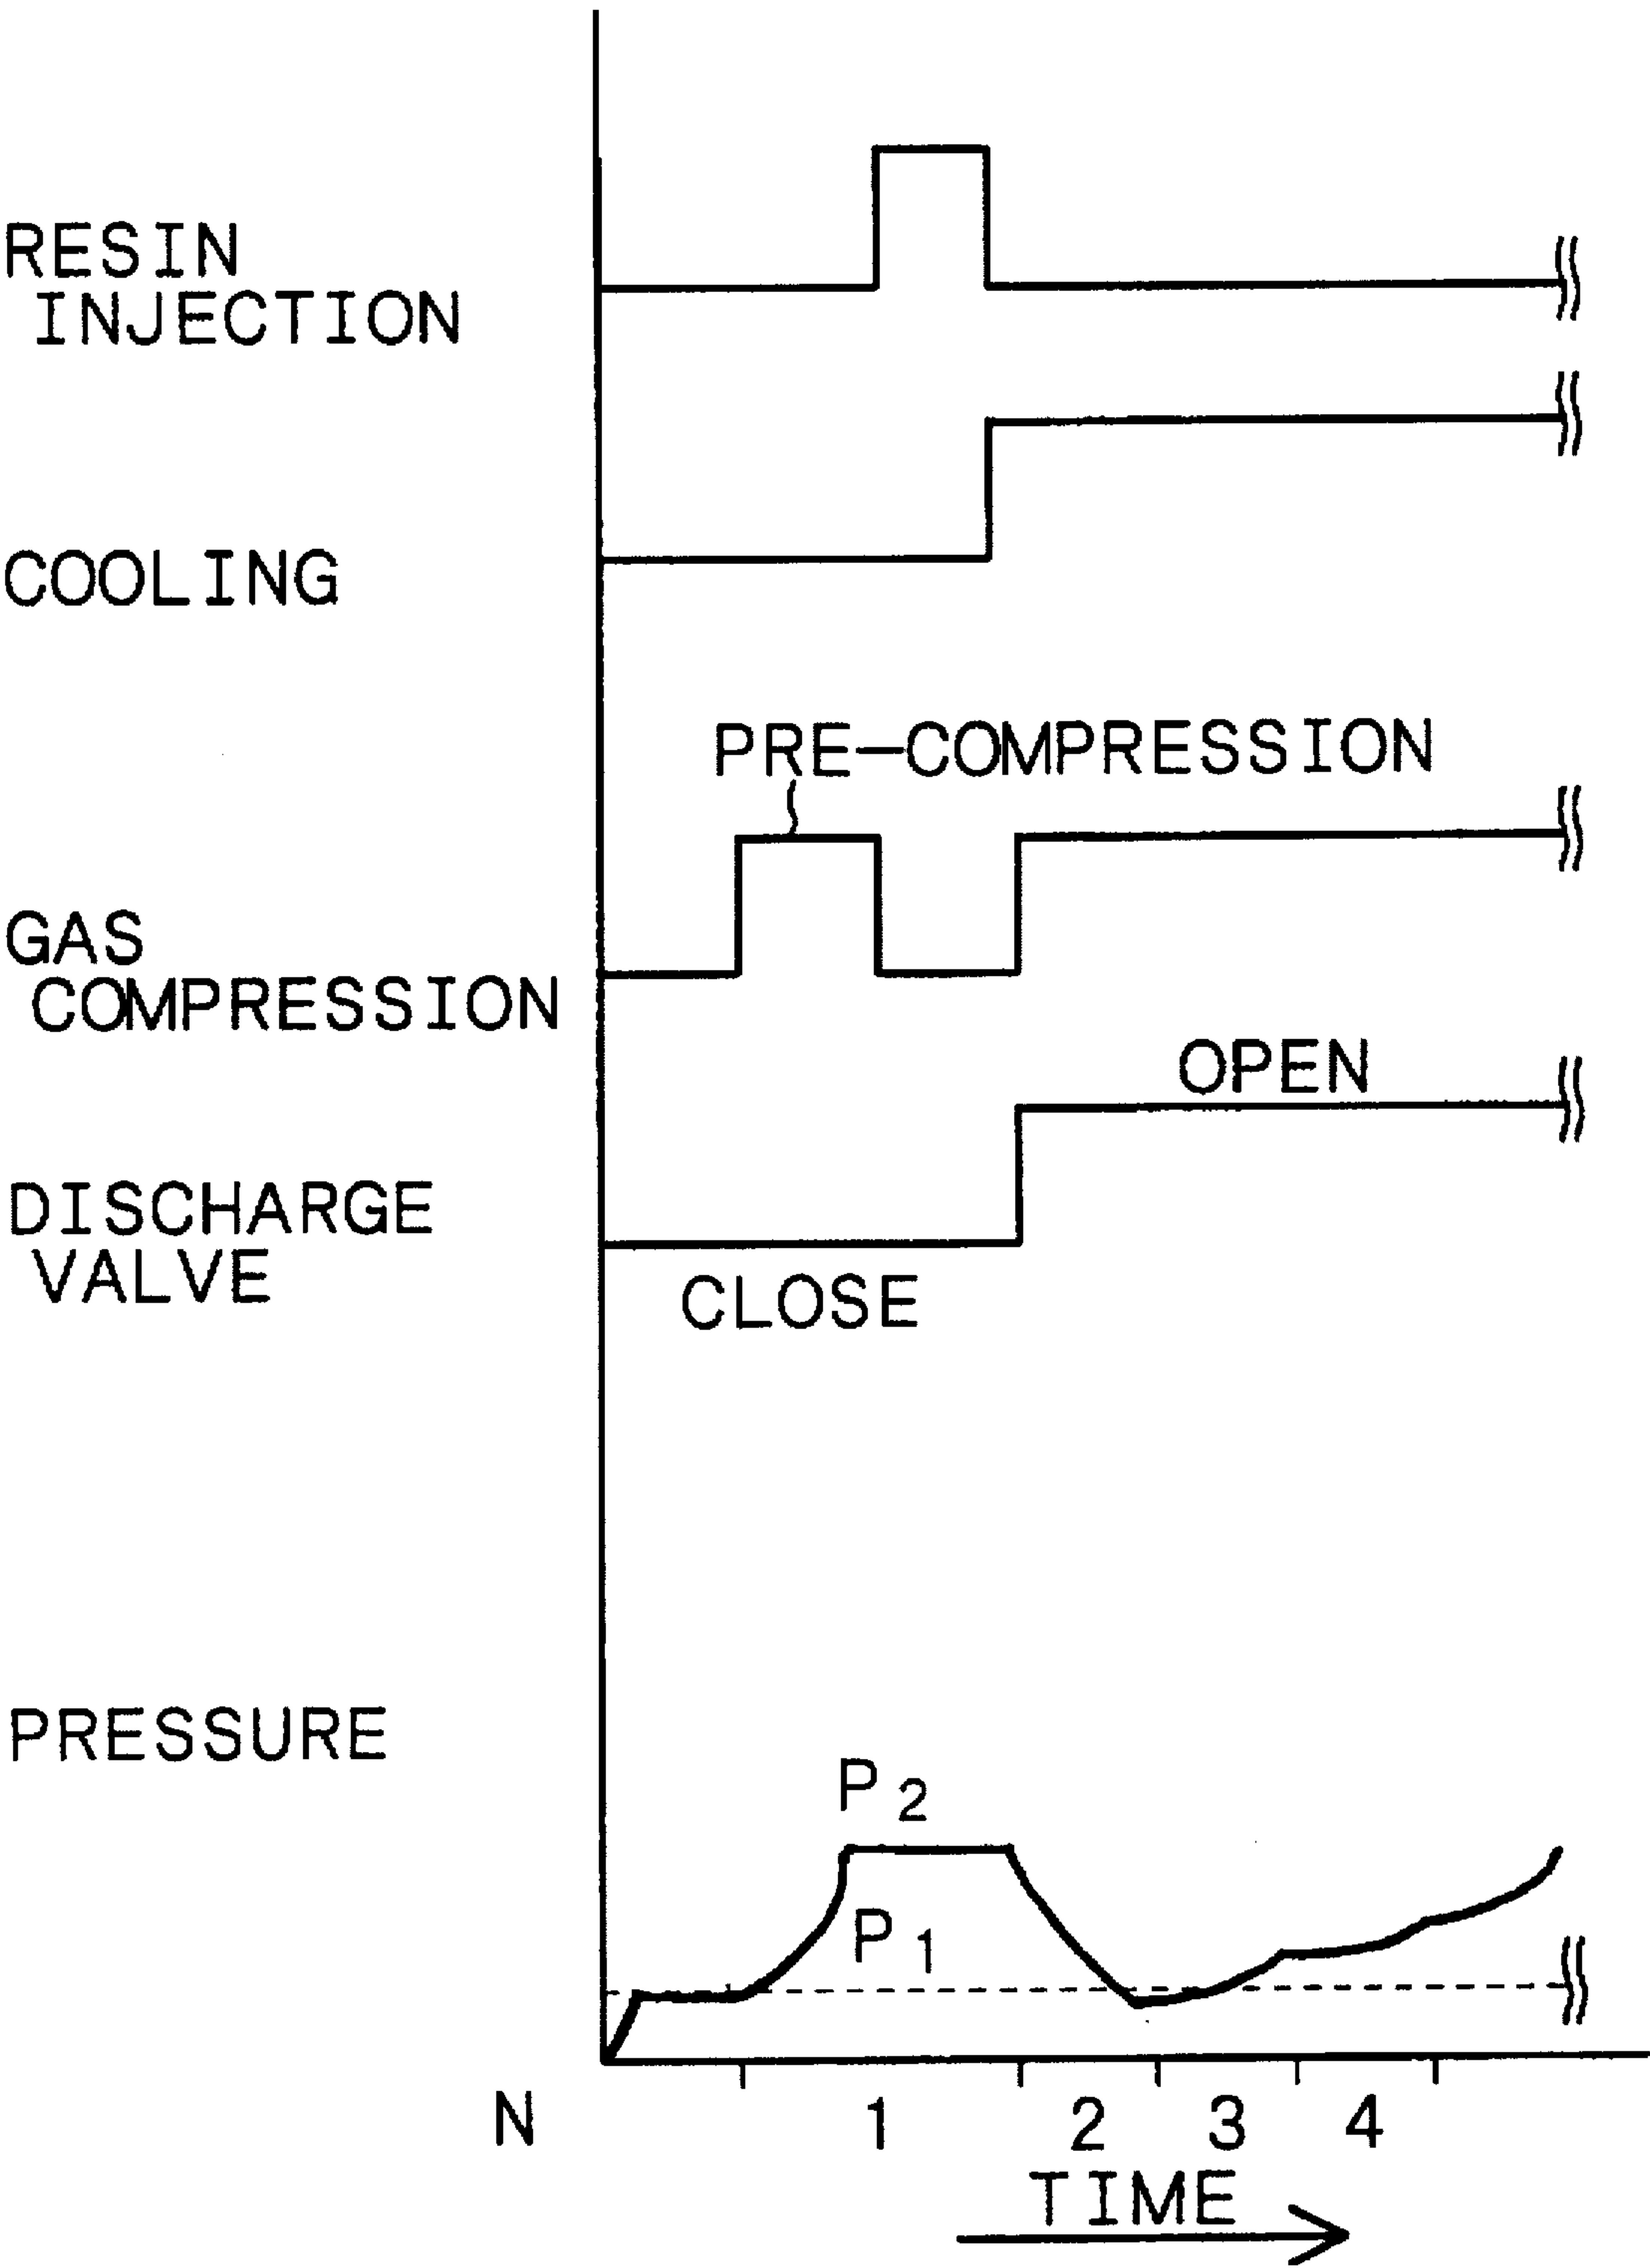 RESIN
INJECTION
COOLING
PRE-COMPRESSION
GAS
COMPRESSION
OPEN
DISCHARGE
VALVE
CLOSE
PRESSURE
P2
P1
N 1 2 3 4
TIME